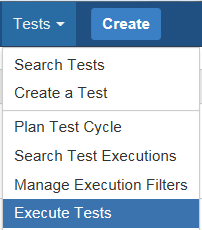 Tests Create
Search Tests
Create a Test
Plan Test Cycle
Search Test Executions
Manage Execution Filters
Execute Tests